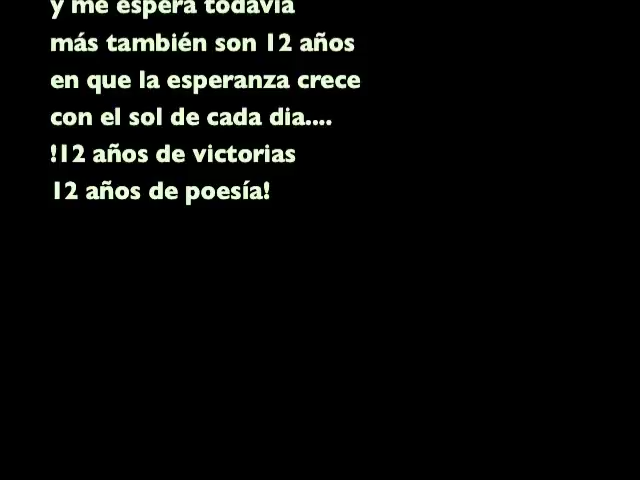 y me espera todavía
más también son 12 años
en que la esperanza crece
con el sol de cada dia....
!12 años de victorias
12 años de poesía!